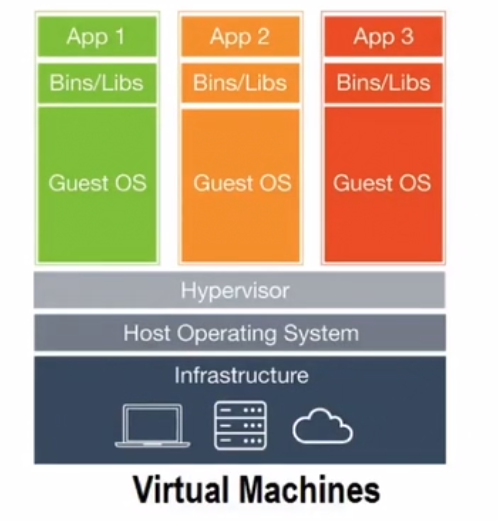 App 1 App 2 App 3
Bins/Libs Bins/Libs Bins/Libs
Guest OS Guest OS Guest OS
Hypervisor
Host Operating System
Infrastructure
Virtual Machines